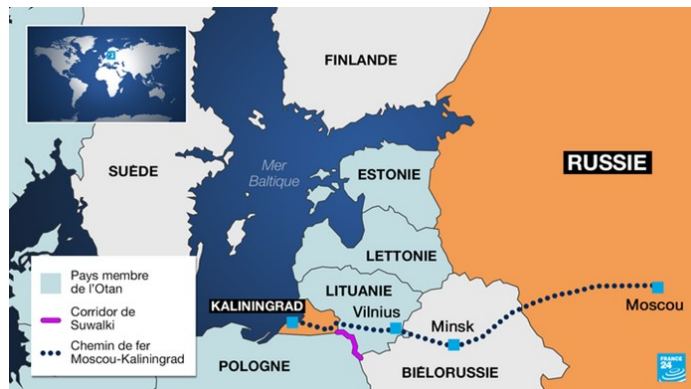 FINLANDE
RUSSIE
SUÈDE
Mer
Baltique
ESTONIE
LETTONIE
LITUANIE
KALININGRAD
Vilnius
Minsk
Moscou
POLOGNE
BIÉLORUSSIE
Pays membre
de l'Otan
Corridor de
Suwalki
Chemin de fer
Moscou-Kaliningrad
FRANCE
24